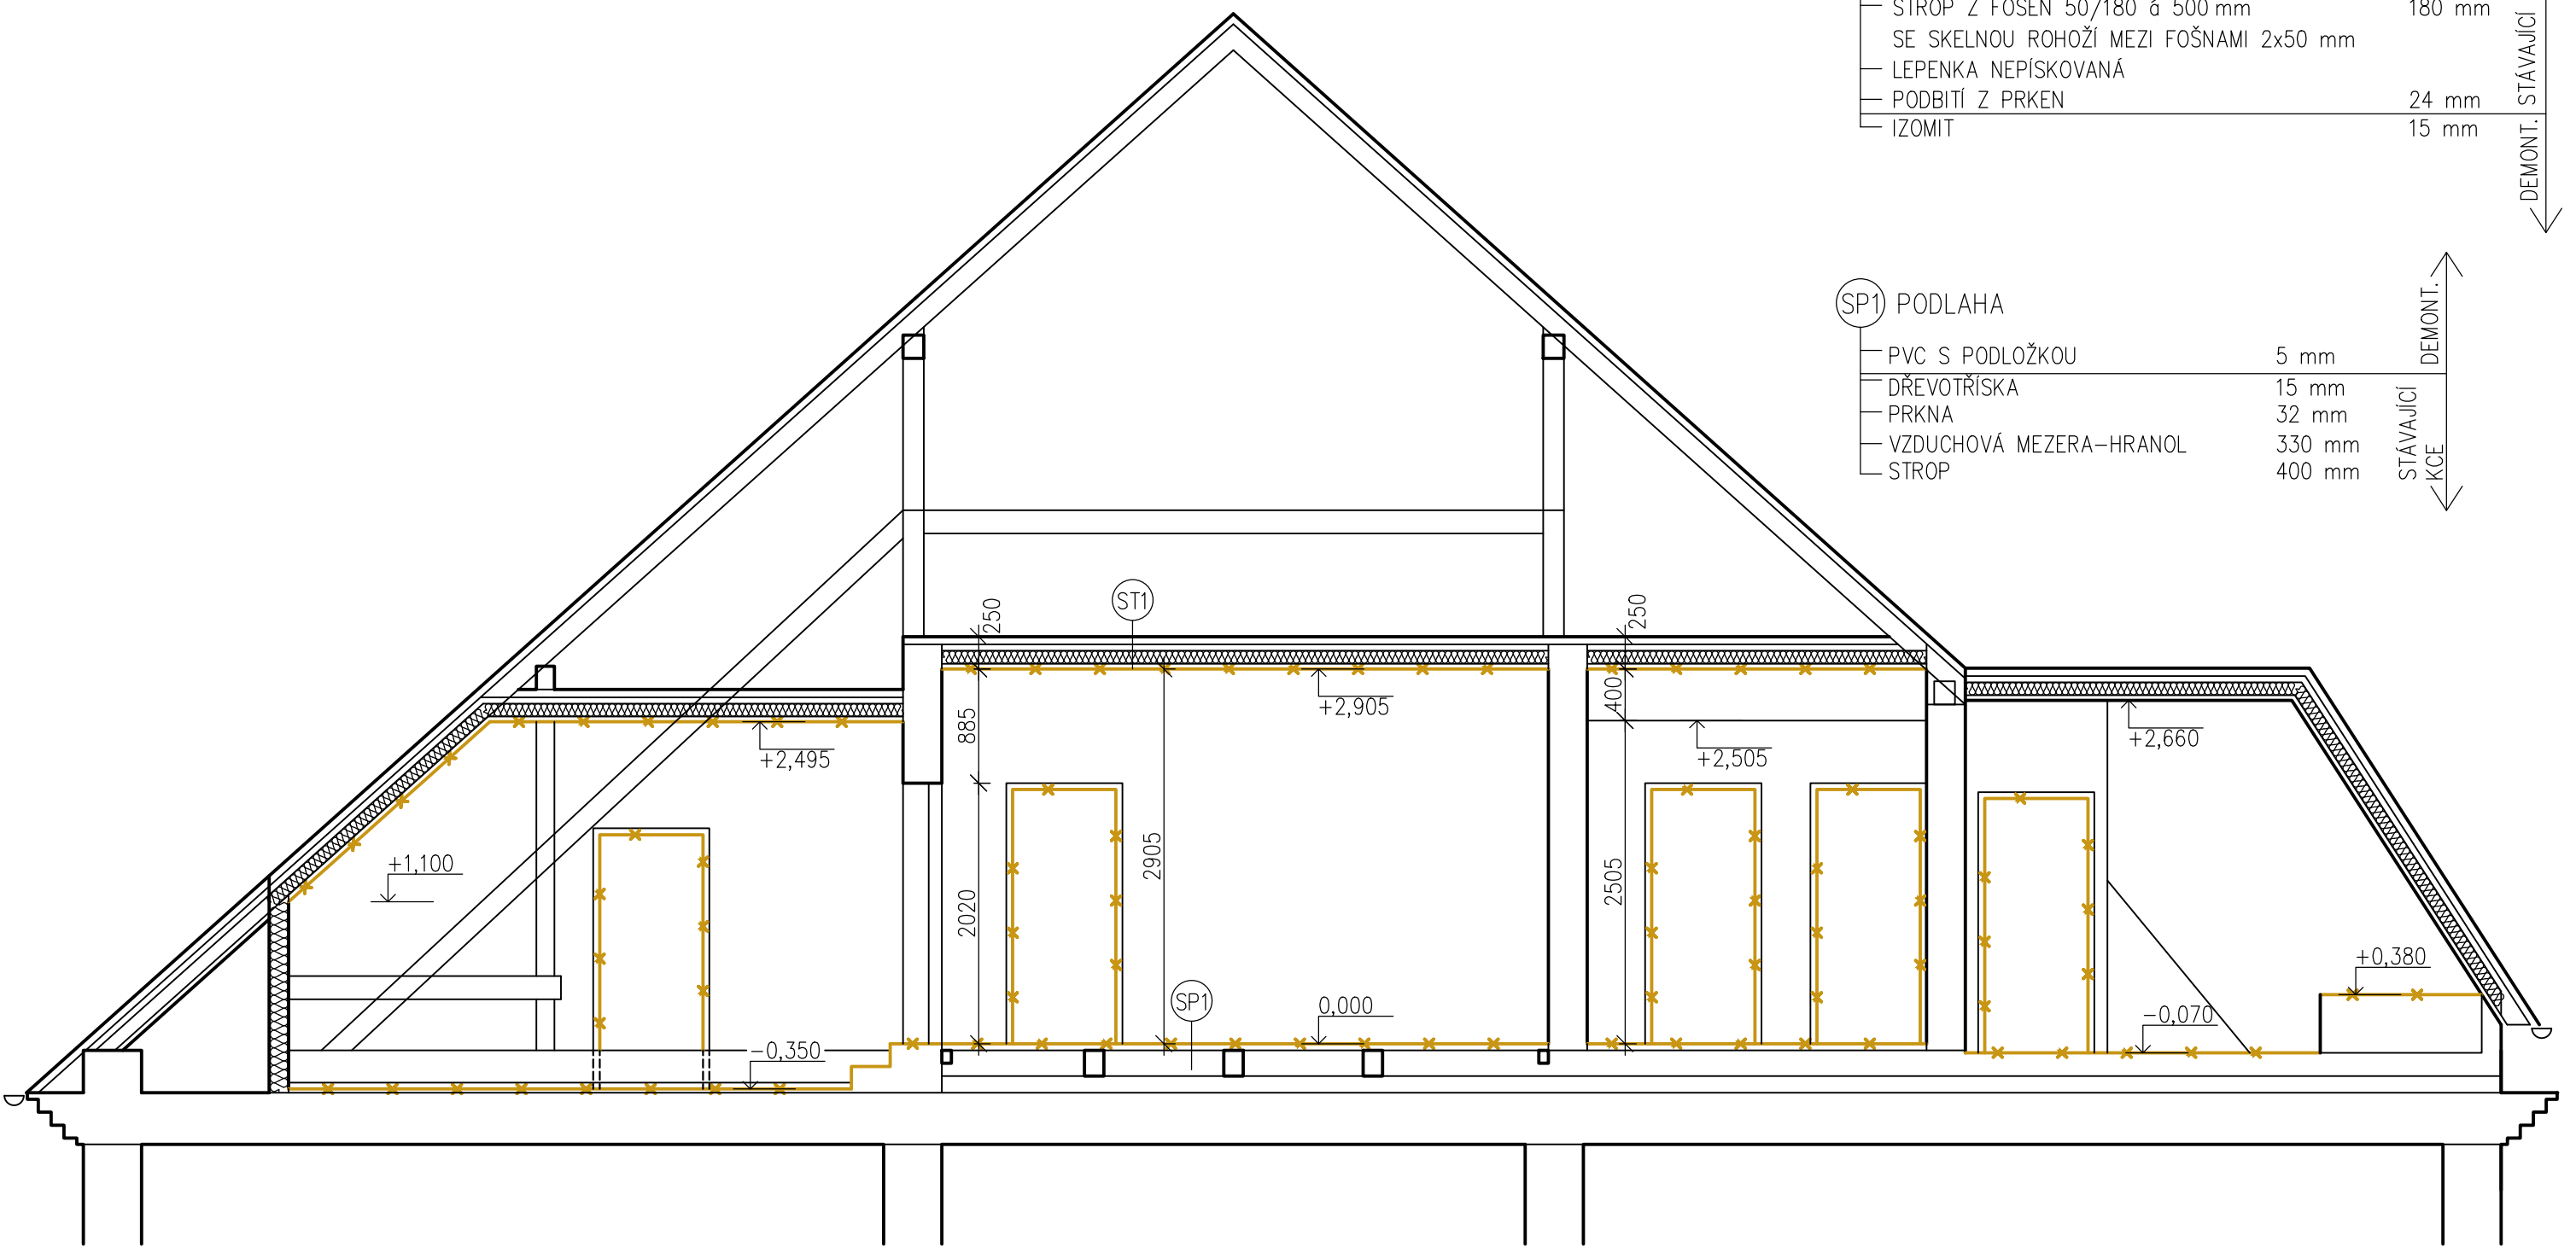 STROP Z FOŠEN 50/180 á 500 mm 180 mm
SE SKELNOU ROHOŽÍ MEZI FOŠNAMI 2x50 mm
LEPENKA NEPÍSKOVANÁ
PODBITÍ Z PRKEN 24 mm
IZOMIT 15 mm
STÁVAJÍCÍ
DEMONT.
SP1 PODLAHA
PVC S PODLOŽKOU 5 mm
DŘEVOTŘÍSKA 15 mm
PRKNA 32 mm
VZDUCHOVÁ MEZERA-HRANOL 330 mm
STROP 400 mm
DEMONT.
STÁVAJÍCÍ
KCE
ST1
250
250
+2,905
400
885
+2,495
+2,505
+2,660
+1,100
2905
2505
2020
+0,380
SP1
0,000
-0,070
-0,350